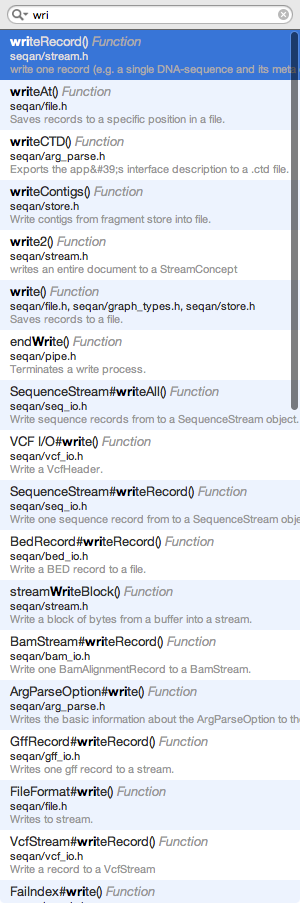 wri
writeRecord() Function
seqan/stream.h
write one record (e.g. a single DNA-sequence and its meta
writeAt() Function
seqan/file.h
Saves records to a specific position in a file.
writeCTD() Function
seqan/arg_parse.h
Exports the app&#39;s interface description to a .ctd file.
writeContigs() Function
seqan/store.h
Write contigs from fragment store into file.
write2() Function
seqan/stream.h
writes an entire document to a StreamConcept
write() Function
seqan/file.h, seqan/graph_types.h, seqan/store.h
Saves records to a file.
endWrite() Function
seqan/pipe.h
Terminates a write process.
SequenceStream#writeAll() Function
seqan/seq_io.h
Write sequence records from to a SequenceStream object.
VCF I/O#write() Function
seqan/vcf_io.h
Write a VcfHeader.
SequenceStream#writeRecord() Function
seqan/seq_io.h
Write one sequence record from to a SequenceStream obje
BedRecord#writeRecord() Function
seqan/bed_io.h
Write a BED record to a file.
streamWriteBlock() Function
seqan/stream.h
Write a block of bytes from a buffer into a stream.
BamStream#writeRecord() Function
seqan/bam_io.h
Write one BamAlignmentRecord to a BamStream.
ArgParseOption#write() Function
seqan/arg_parse.h
Writes the basic information about the ArgParseOption to the
GffRecord#writeRecord() Function
seqan/gff_io.h
Writes one gff record to a stream.
FileFormat#write() Function
seqan/file.h
Writes to stream.
VcfStream#writeRecord() Function
seqan/vcf_io.h
Write a record to a VcfStream
FaiIndex#write() Function